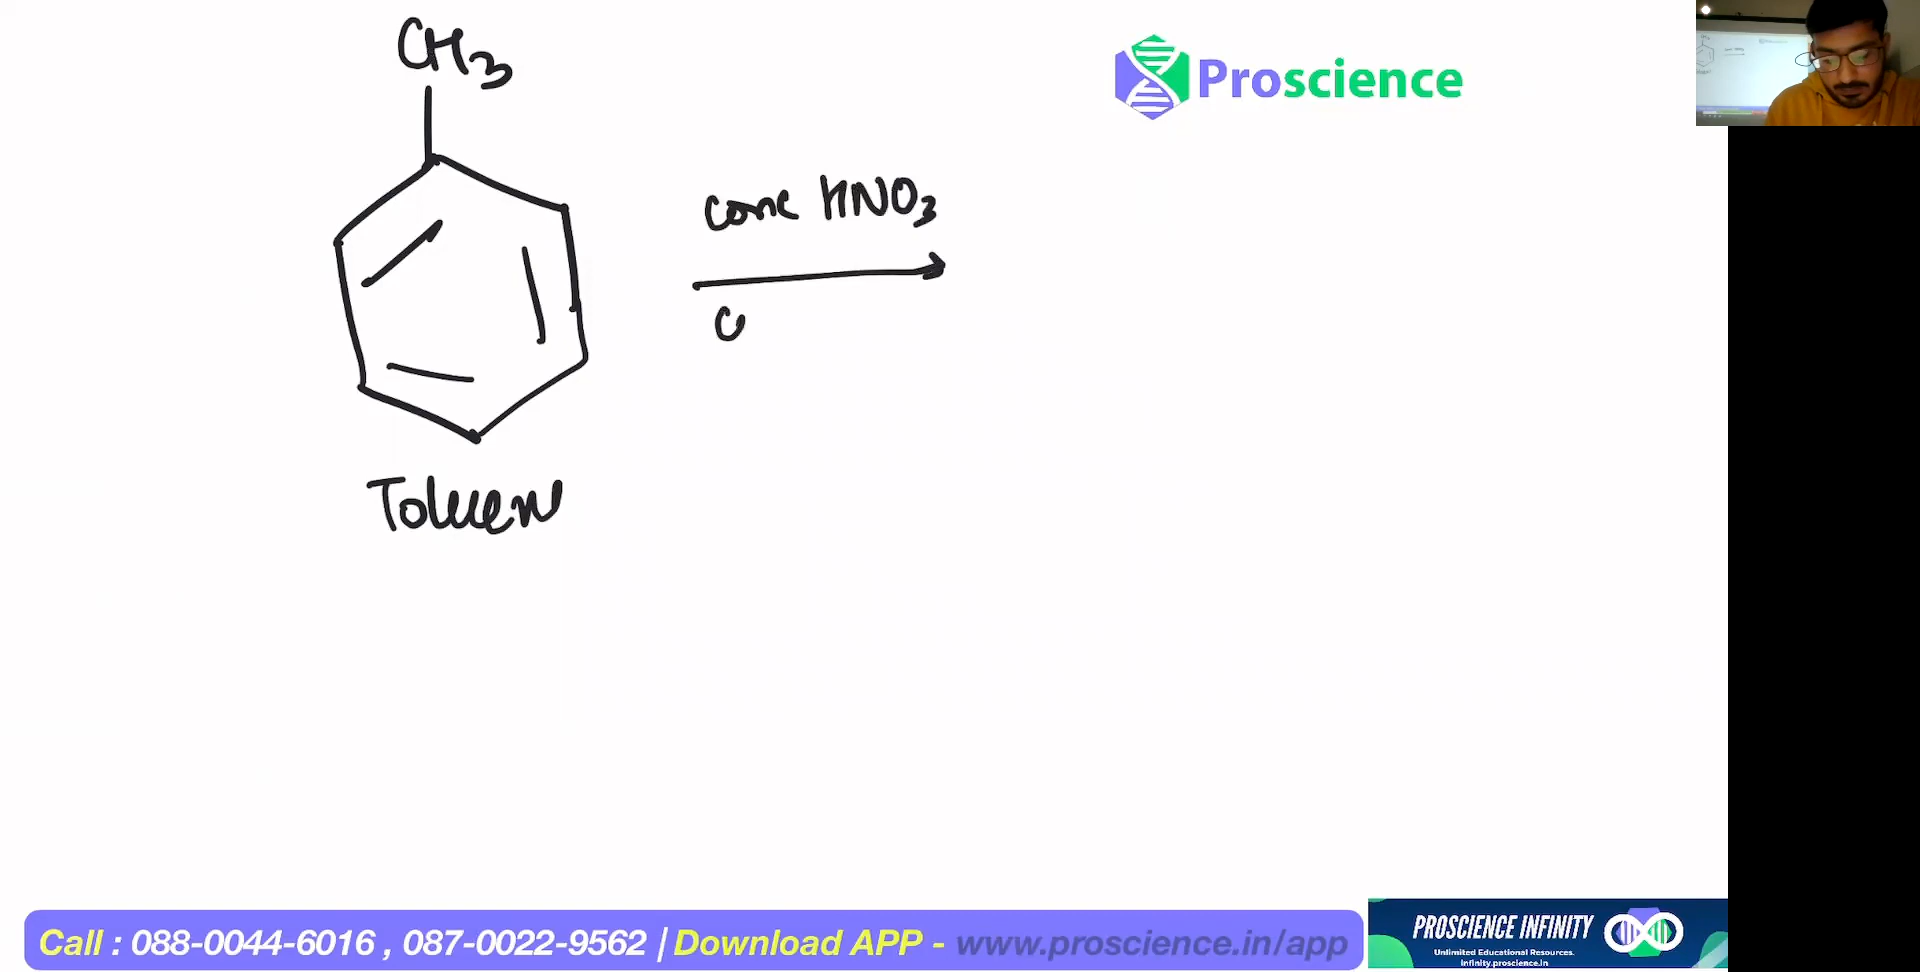 CH3
Proscience
conc HNO3
C
Toluene
Call : 088-0044-6016 , 087-0022-9562 | Download APP - www.proscience.in/app
PROSCIENCE INFINITY
Unlimited Educational Resources.
infinity.proscience.in